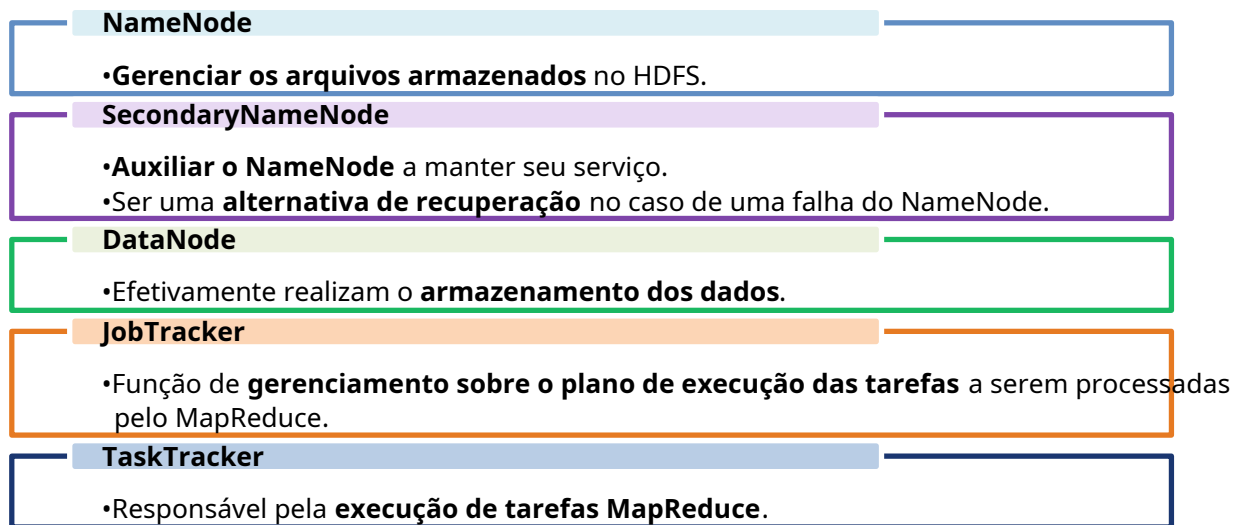 NameNode
•Gerenciar os arquivos armazenados no HDFS.
SecondaryNameNode
•Auxiliar o NameNode a manter seu serviço.
•Ser uma alternativa de recuperação no caso de uma falha do NameNode.
DataNode
•Efetivamente realizam o armazenamento dos dados.
JobTracker
•Função de gerenciamento sobre o plano de execução das tarefas a serem processadas
pelo MapReduce.
TaskTracker
•Responsável pela execução de tarefas MapReduce.